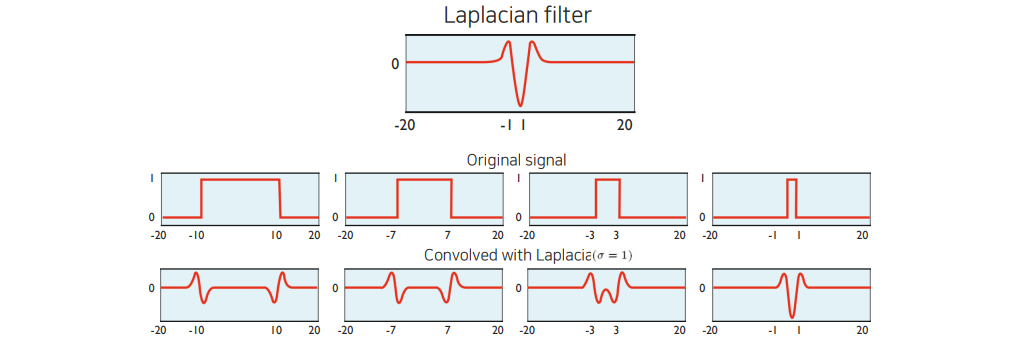 Laplacian filter
0
-20 -1 1 20
Original signal
1 1 1 1
0 0 0 0
-20 -10 10 20 -20 -7 7 20 -20 -3 3 20 -20 -1 1 20
Convolved with Laplacia(σ = 1)
0 0 0 0
-20 -10 10 20 -20 -7 7 20 -20 -3 3 20 -20 -1 1 20